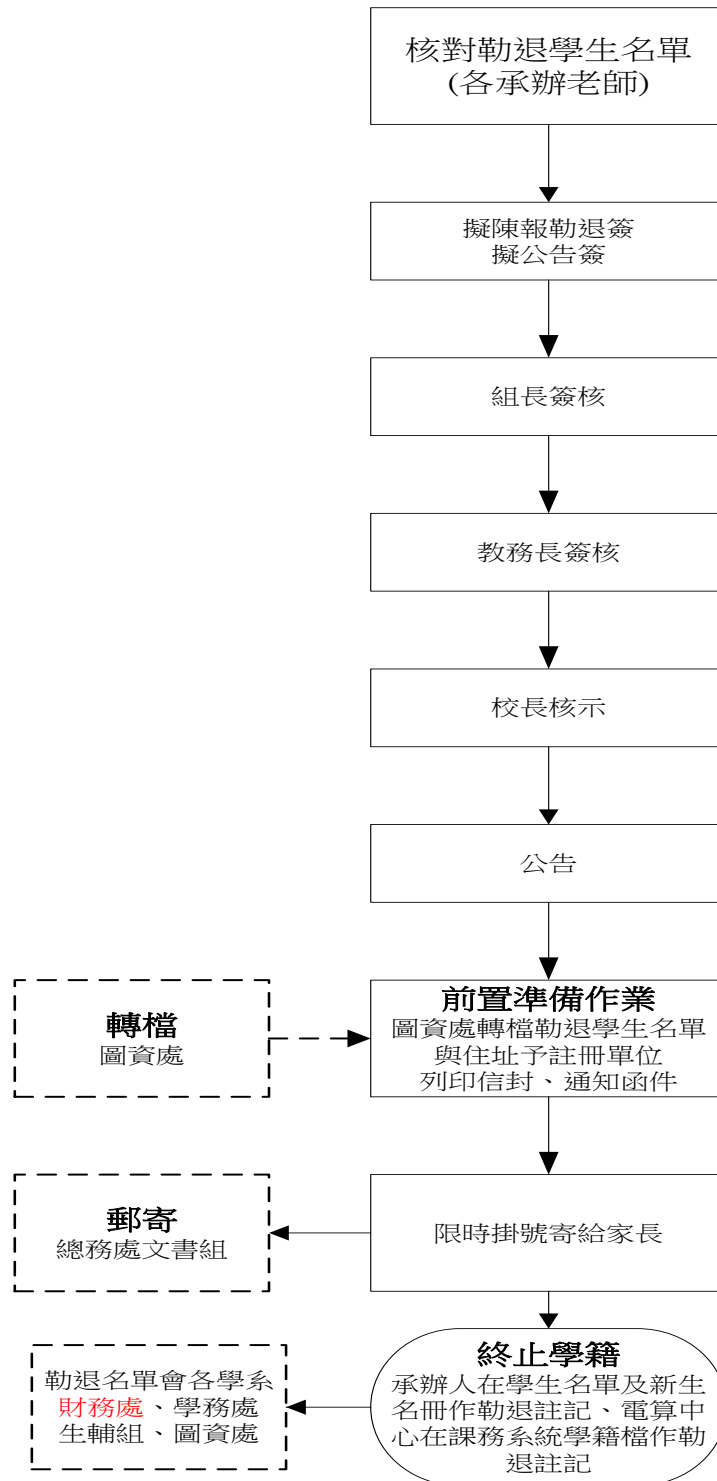 核對勒退學生名單
(各承辦老師)
擬陳報勒退簽
擬公告簽
組長簽核
教務長簽核
校長核示
公告
轉檔
圖資處
前置準備作業
圖資處轉檔勒退學生名單
與住址予註冊單位
列印信封、通知函件
郵寄
總務處文書組
限時掛號寄給家長
終止學籍
承辦人在學生名單及新生
名冊作勒退註記、電算中
心在課務系統學籍檔作勒
退註記
勒退名單會各學系
財務處、學務處
生輔組、圖資處